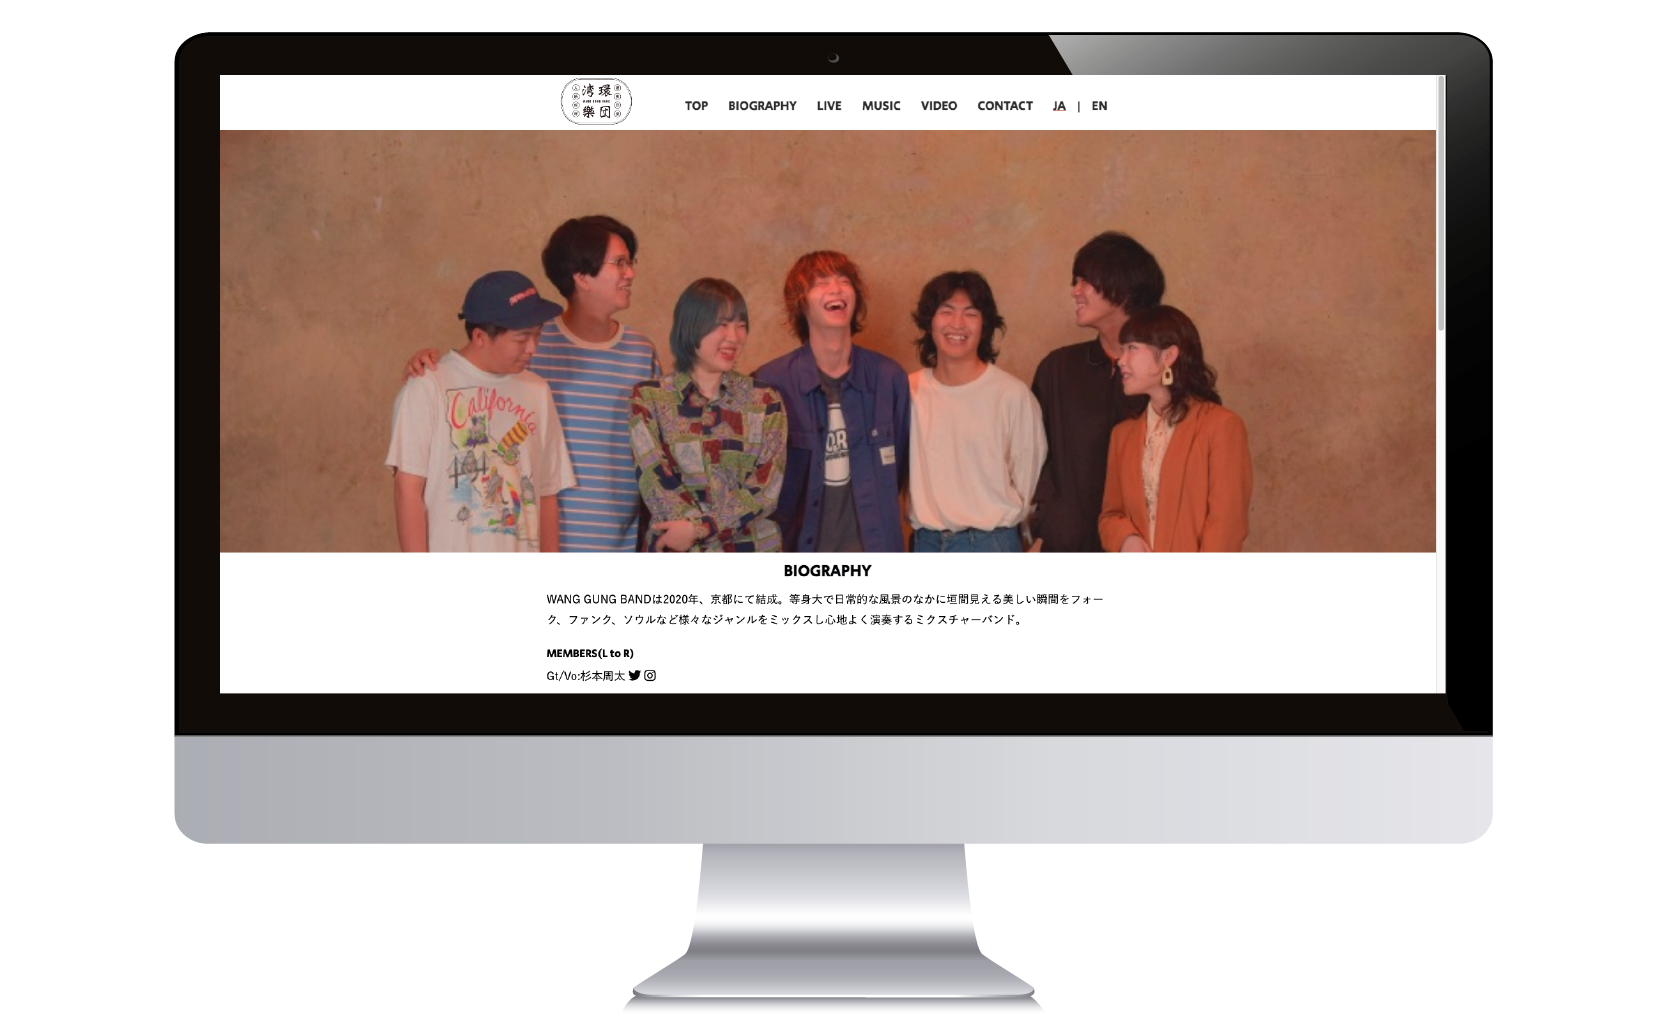 湾 環
WANG GUNG BAND
樂 団
TOP BIOGRAPHY LIVE MUSIC VIDEO CONTACT JA | EN
California
BIOGRAPHY
WANG GUNG BANDは2020年、京都にて結成。等身大で日常的な風景のなかに垣間見える美しい瞬間をフォー
ク、ファンク、ソウルなど様々なジャンルをミックスし心地よく演奏するミクスチャーバンド。
MEMBERS(L to R)
Gt/Vo:杉本周太